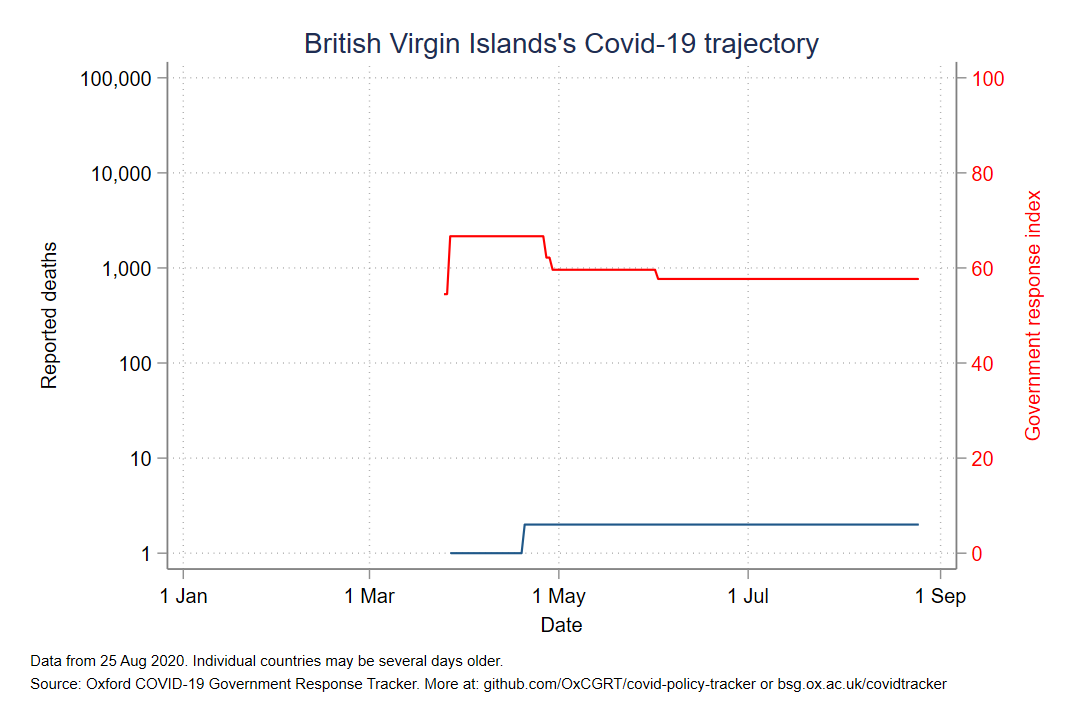 British Virgin Islands's Covid-19 trajectory
100,000
10,000
1,000
100
10
1
Reported deaths
100
80
60
40
20
0
Government response index
1 Jan
1 Mar
1 May
1 Jul
1 Sep
Date
Data from 25 Aug 2020. Individual countries may be several days older.
Source: Oxford COVID-19 Government Response Tracker. More at: github.com/OxCGRT/covid-policy-tracker or bsg.ox.ac.uk/covidtracker